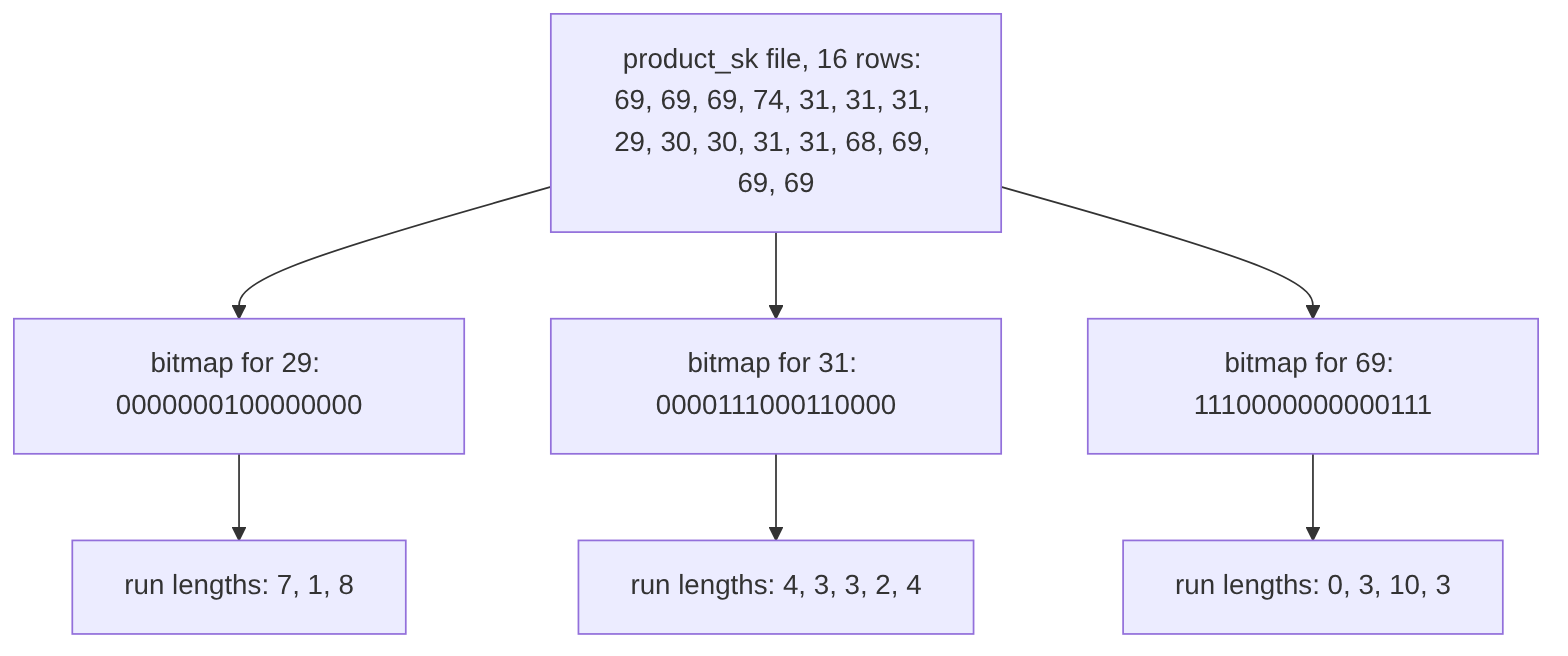 product_sk file, 16 rows:
69, 69, 69, 74, 31, 31, 31,
29, 30, 30, 31, 31, 68, 69,
69, 69
bitmap for 29:
0000000100000000
bitmap for 31:
0000111000110000
bitmap for 69:
1110000000000111
run lengths: 7, 1, 8
run lengths: 4, 3, 3, 2, 4
run lengths: 0, 3, 10, 3